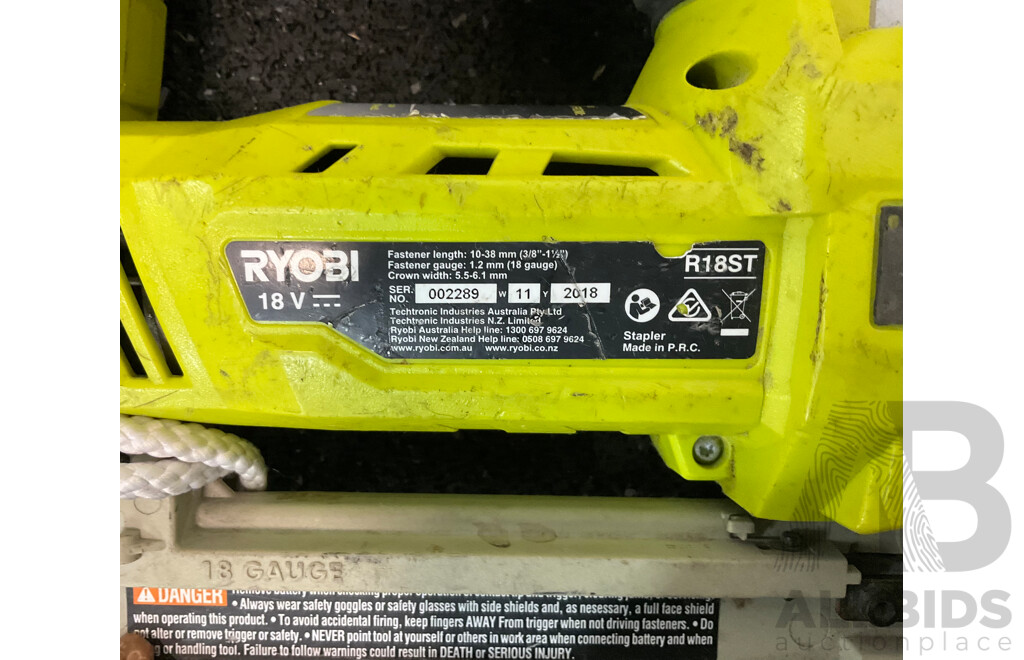 RYOBI
18 V
Fastener length: 10-38 mm (3/8"-1½")
Fastener gauge: 1.2 mm (18 gauge)
Crown width: 5.5-6.1 mm
SER. NO. 002289 W 11 Y 2018
Techtronic Industries Australia Pty Ltd
Techtronic Industries N.Z. Limited
Ryobi Australia Help line: 1300 697 9624
Ryobi New Zealand Help line: 0508 697 9624
www.ryobi.com.au www.ryobi.co.nz
R18ST
Stapler
Made in P.R.C.
18 GAUGE
DANGER
• Always wear safety goggles or safety glasses with side shields and, as nesessary, a full face shield
when operating this product. • To avoid accidental firing, keep fingers AWAY From trigger when not driving fasteners. • Do
not alter or remove trigger or safety. • NEVER point tool at yourself or others in work area when connecting battery and when
or handling tool. Failure to follow warnings could result in DEATH or SERIOUS INJURY.
AB
ALLBIDS
auctionplace